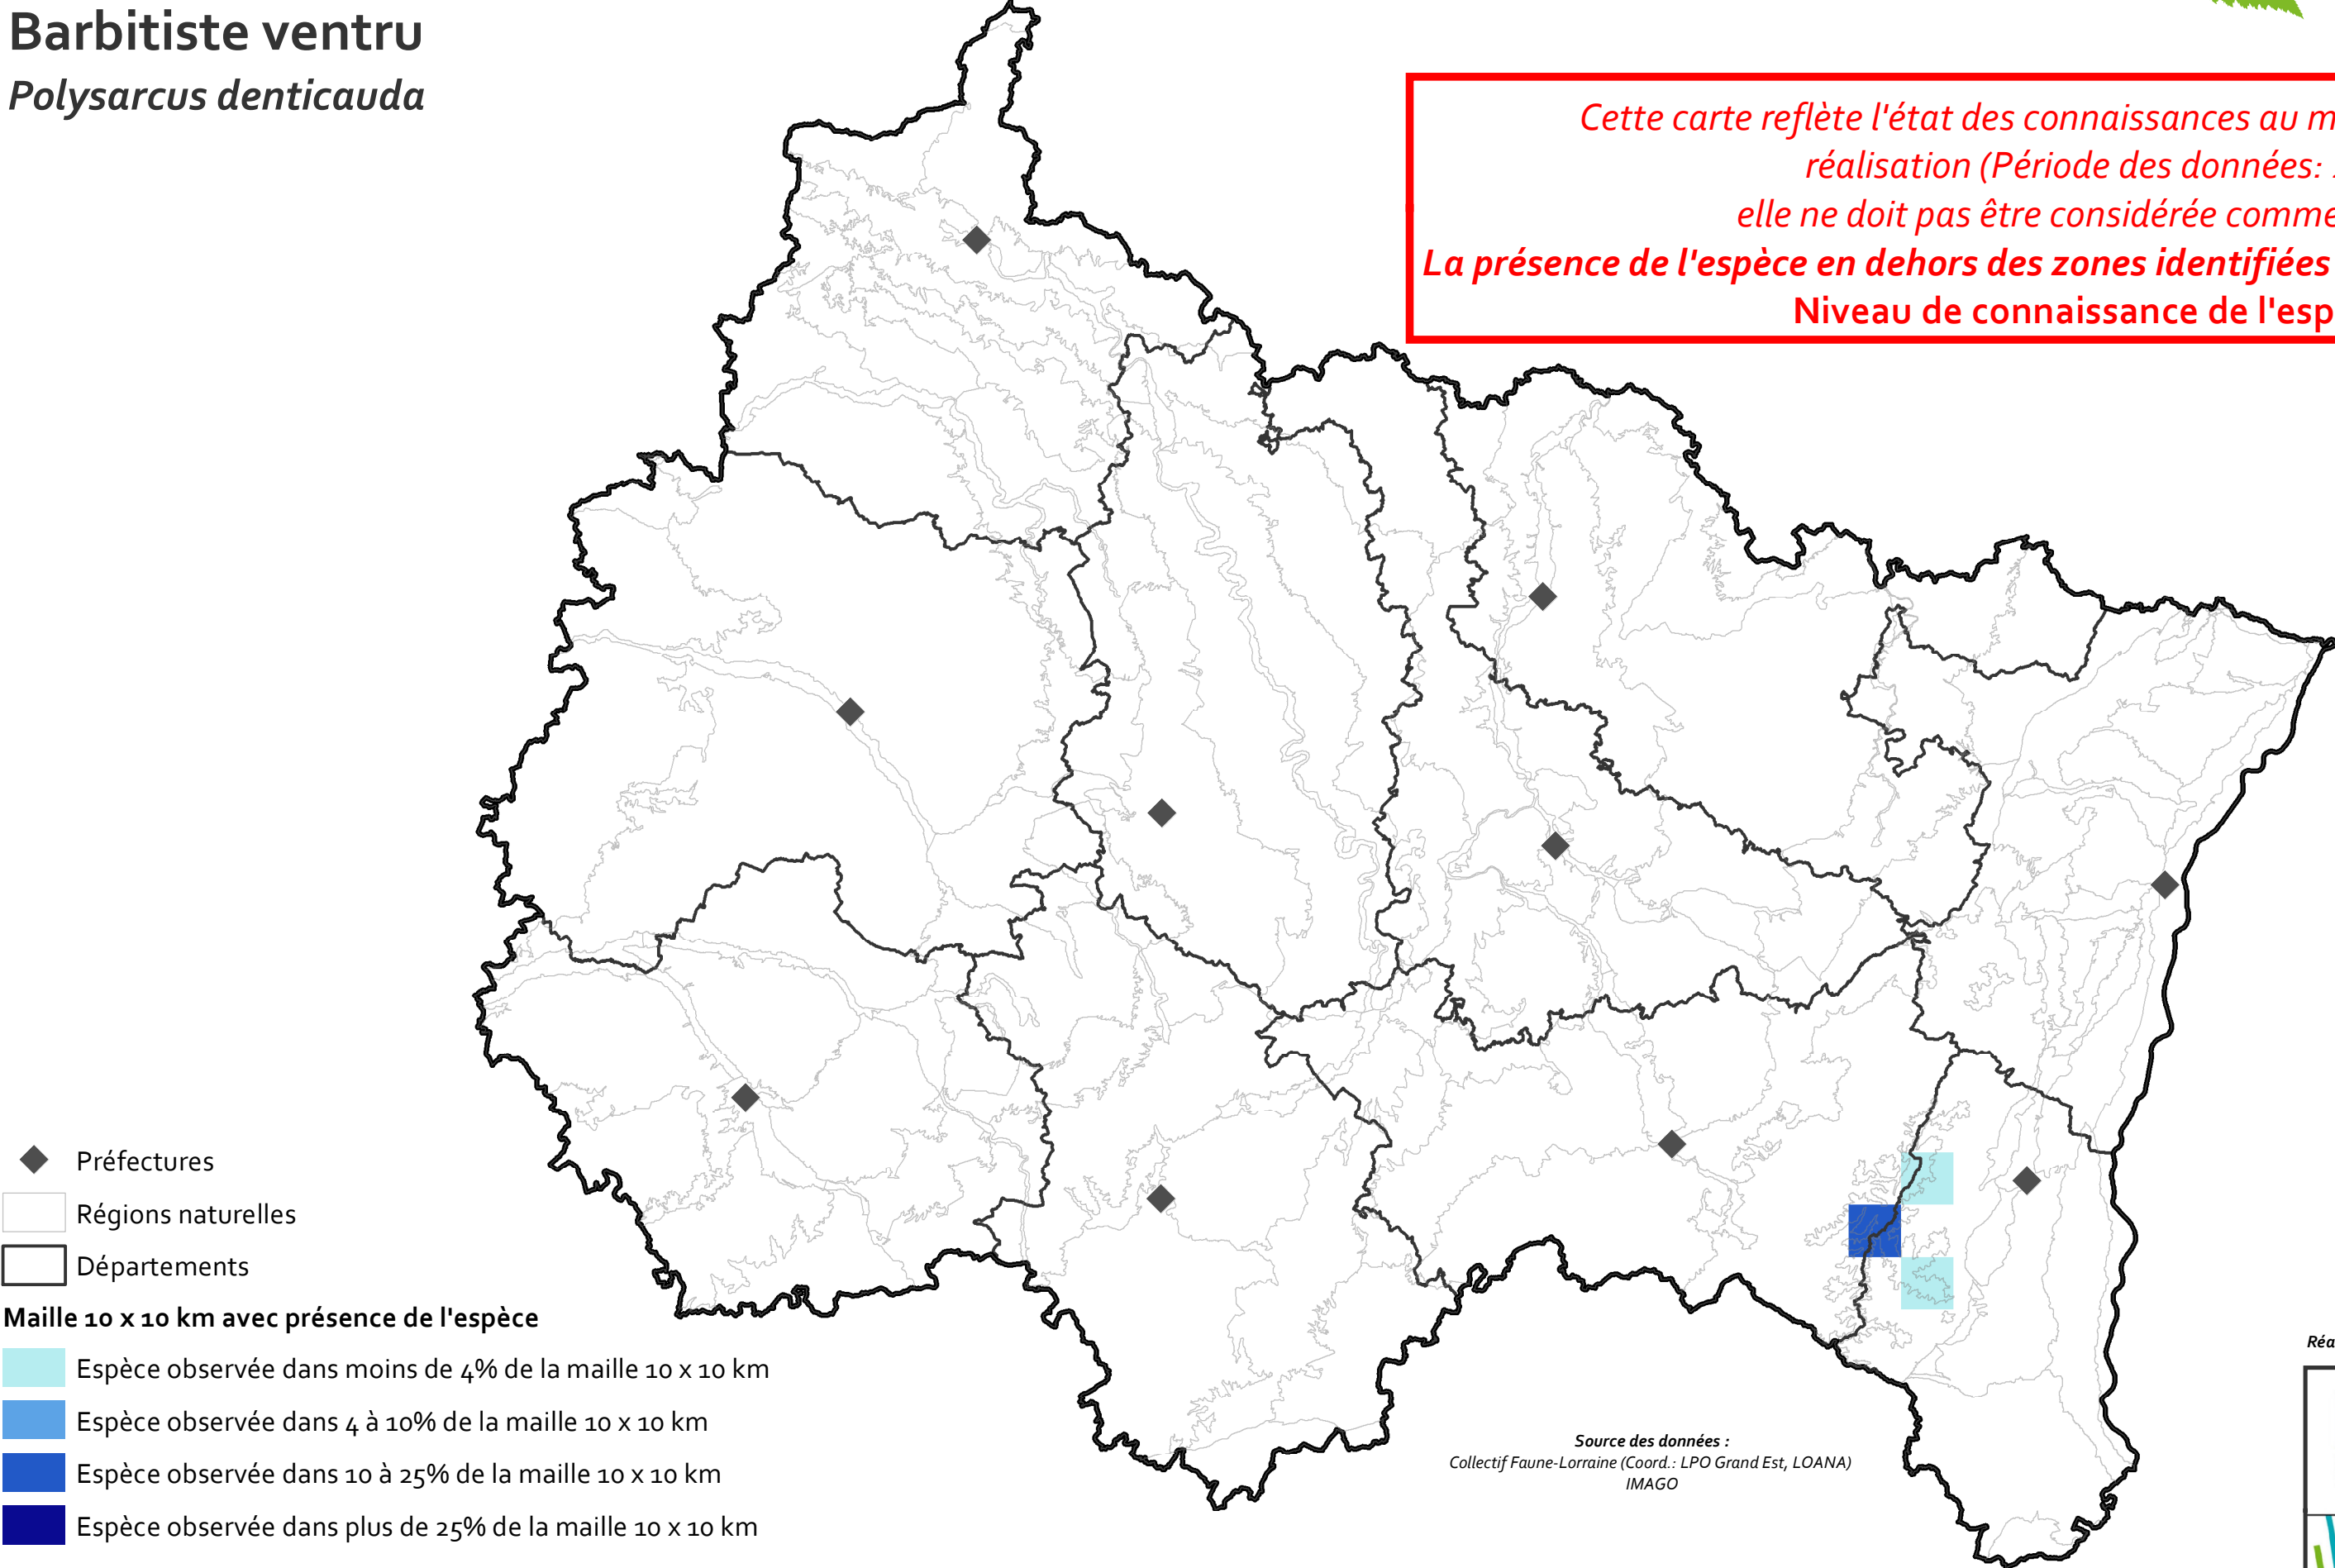 Barbitiste ventru
Polysarcus denticauda
Cette carte reflète l'état des connaissances au
réalisation (Période des données:
elle ne doit pas être considérée comme
La présence de l'espèce en dehors des zones identifiées
Niveau de connaissance de
Préfectures
Régions naturelles
Départements
Maille 10 x 10 km avec présence de l'espèce
Espèce observée dans moins de 4% de la maille 10 x 10 km
Espèce observée dans 4 à 10% de la maille 10 x 10 km
Espèce observée dans 10 à 25% de la maille 10 x 10 km
Espèce observée dans plus de 25% de la maille 10 x 10 km
Source des données :
Collectif Faune-Lorraine (Coord.: LPO Grand Est, LOANA)
IMAGO